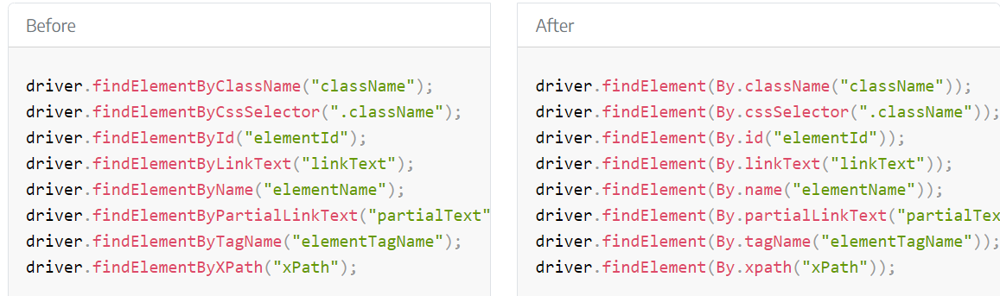 Before
driver.findElementByClassName("className");
driver.findElementByCssSelector(".className");
driver.findElementById("elementId");
driver.findElementByLinkText("linkText");
driver.findElementByName("elementName");
driver.findElementByPartialLinkText("partialText"
driver.findElementByTagName("elementTagName");
driver.findElementByXPath("xPath");
After
driver.findElement(By.className("className"));
driver.findElement(By.cssSelector(".className"));
driver.findElement(By.id("elementId"));
driver.findElement(By.linkText("linkText"));
driver.findElement(By.name("elementName"));
driver.findElement(By.partialLinkText("partialTex
driver.findElement(By.tagName("elementTagName"));
driver.findElement(By.xpath("xPath"));